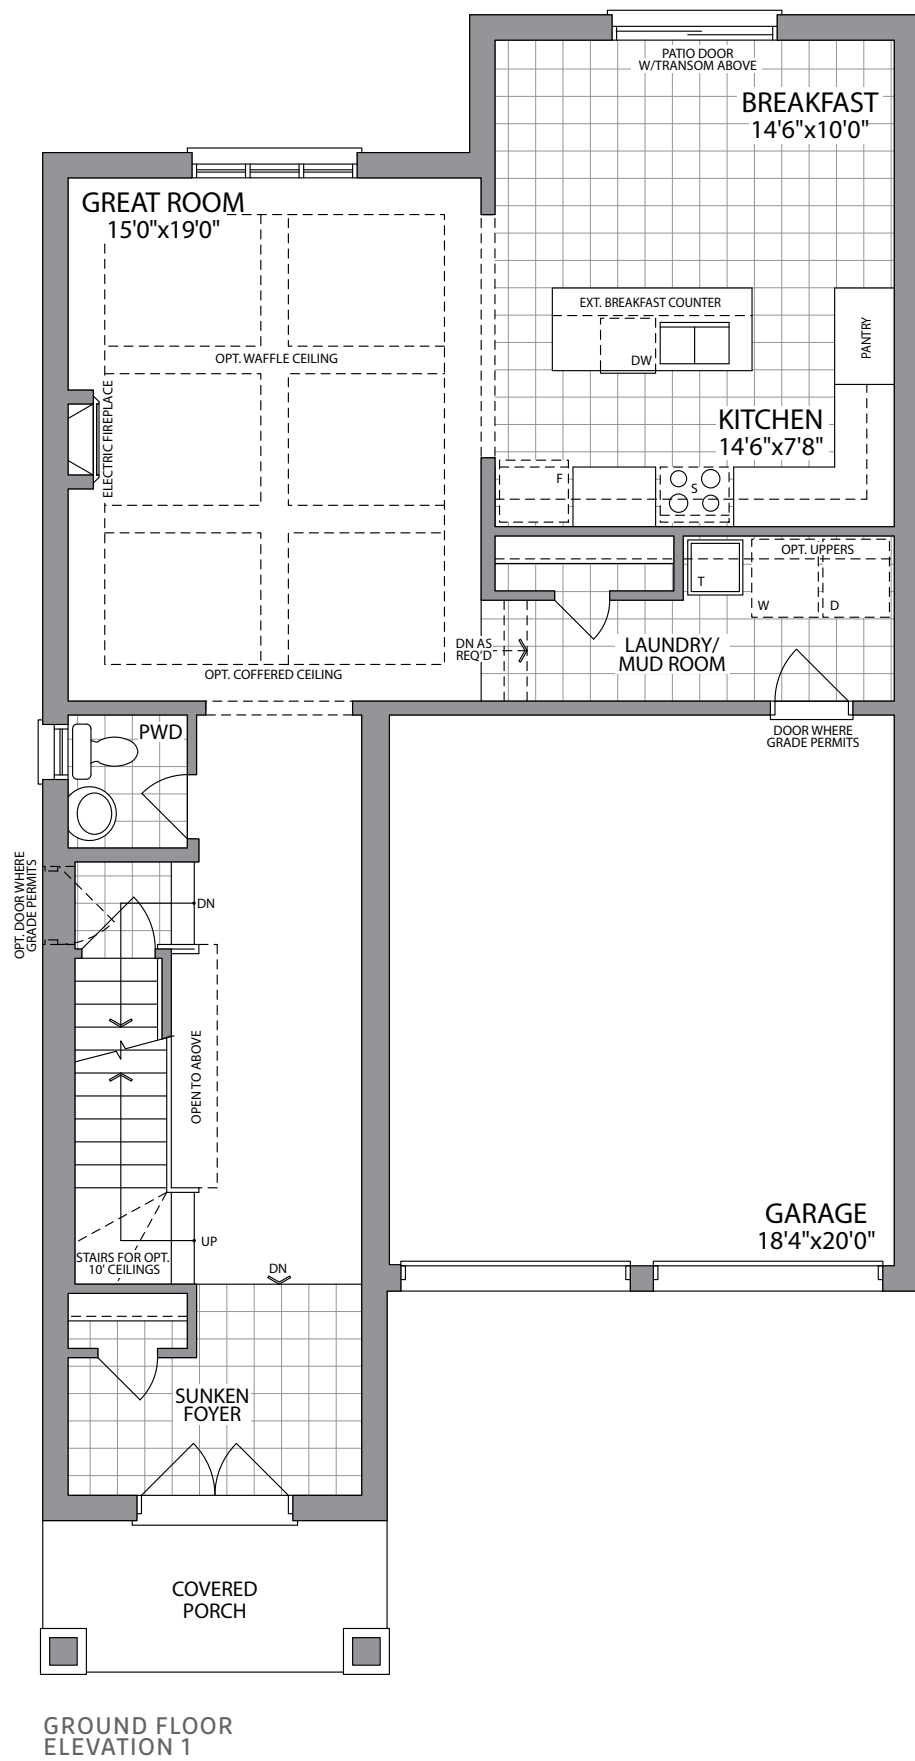 PATIO DOOR
W/TRANSOM ABOVE
BREAKFAST
14'6"x10'0"
GREAT ROOM
15'0"x19'0"
EXT. BREAKFAST COUNTER
DW
PANTRY
OPT. WAFFLE CEILING
ELECTRIC FIREPLACE
KITCHEN
14'6"x7'8"
F
S
OPT. UPPERS
T
W
D
DN AS
REQ'D
LAUNDRY/
MUD ROOM
OPT. COFFERED CEILING
PWD
DOOR WHERE
GRADE PERMITS
OPT. DOOR WHERE
GRADE PERMITS
DN
OPEN TO ABOVE
GARAGE
18'4"x20'0"
UP
STAIRS FOR OPT.
10' CEILINGS
DN
SUNKEN
FOYER
COVERED
PORCH
GROUND FLOOR
ELEVATION 1